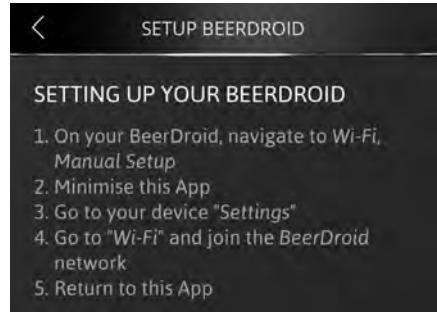 SETUP BEERDROID
SETTING UP YOUR BEERDROID
1. On your BeerDroid, navigate to Wi-Fi,
Manual Setup
2. Minimise this App
3. Go to your device "Settings"
4. Go to "Wi-Fi" and join the BeerDroid
network
5. Return to this App